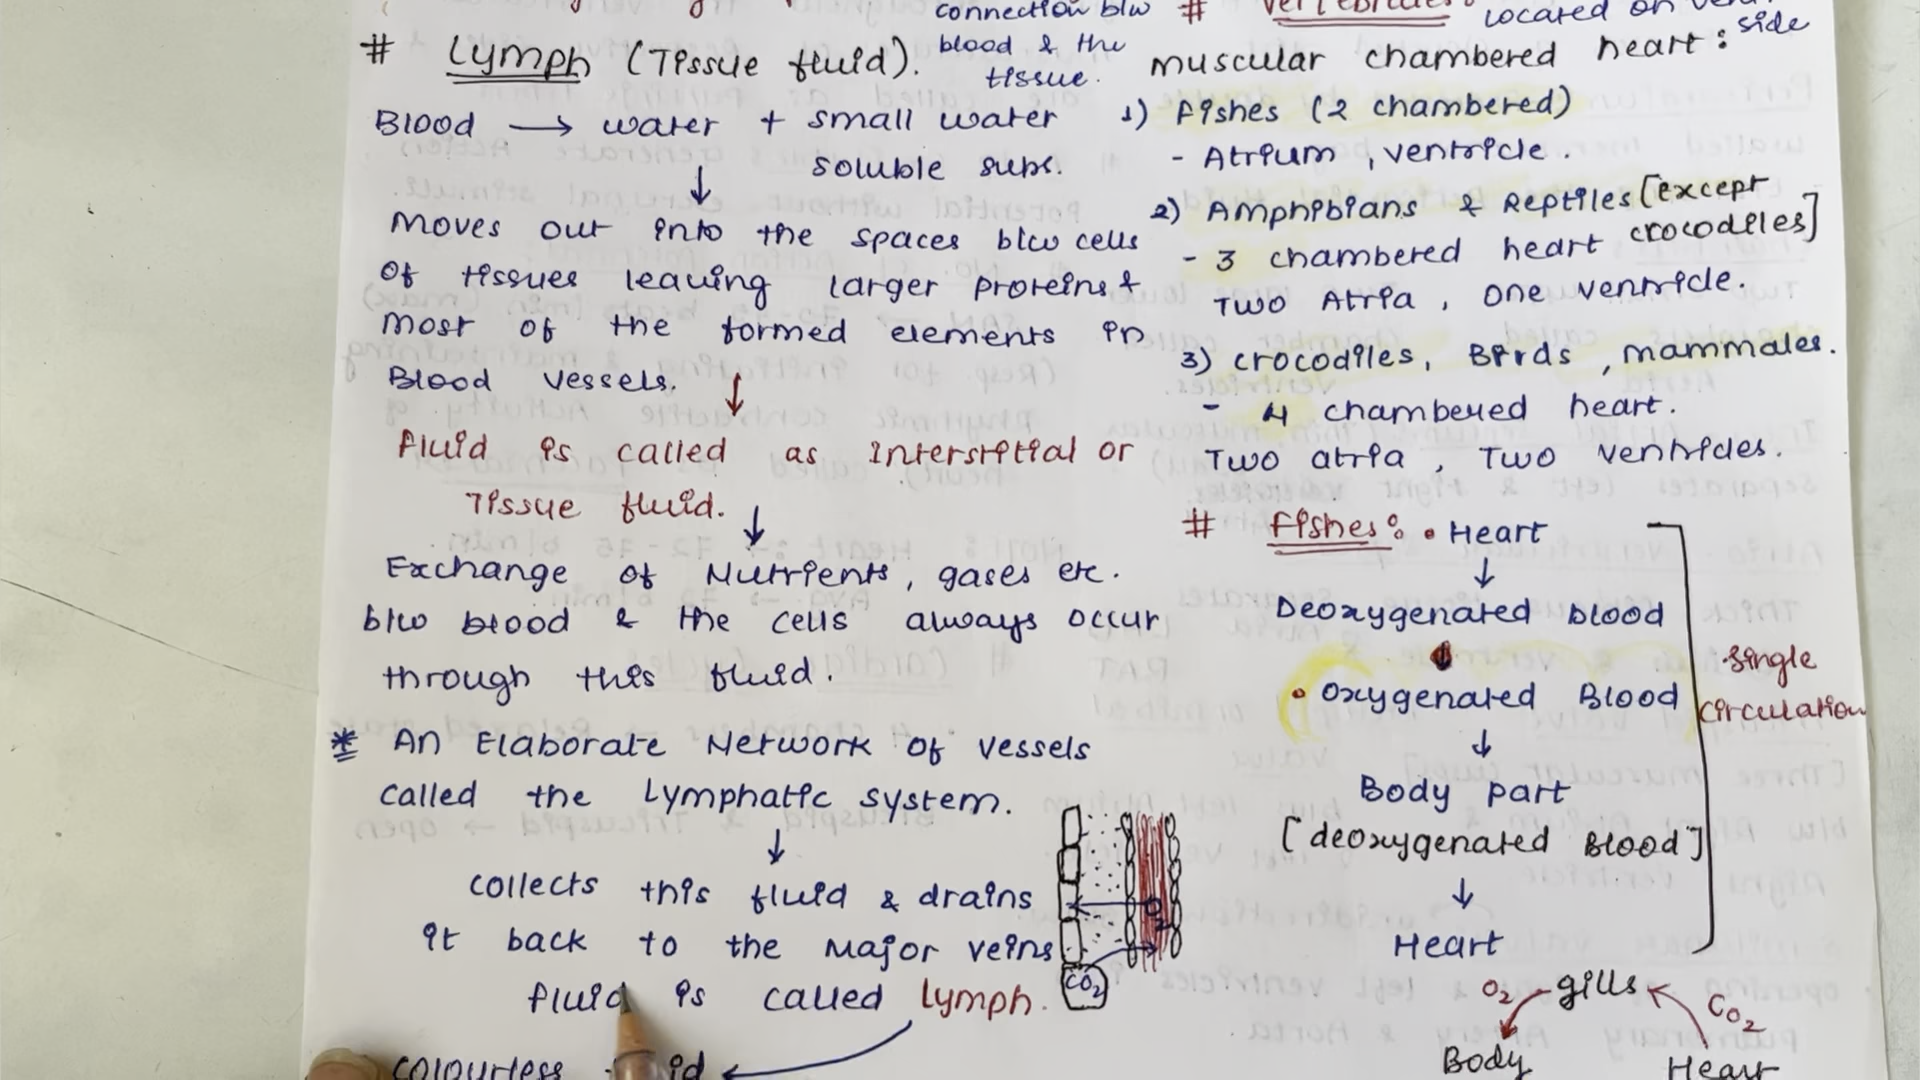 connection b/w
blood & the
tissue.
# Lymph (Tissue fluid).
Blood → water + small water
soluble subs.
↓
Moves out into the spaces b/w cells
of tissues leaving larger proteins &
most of the formed elements in
Blood vessels.
↓
fluid is called as Interstitial or
Tissue fluid.
↓
Exchange of Nutrients, gases etc.
b/w blood & the cells always occur
through this fluid.
* An Elaborate Network of vessels
called the Lymphatic system.
↓
collects this fluid & drains
it back to the Major veins
fluid is called Lymph.
colourless
O2
CO2
# Vertebrates:
Located on
side
muscular chambered heart:
1) Fishes (2 chambered)
- Atrium, ventricle.
2) Amphibians & Reptiles [except
crocodiles]
- 3 chambered heart
Two Atria, one ventricle.
3) crocodiles, Birds, mammales.
- 4 chambered heart.
Two atria, Two ventricles.
# Fishes: • Heart
↓
Deoxygenated blood
• Oxygenated Blood
↓
Body part
[deoxygenated Blood]
↓
Heart
single
circulation
O2 gills CO2
Body Heart